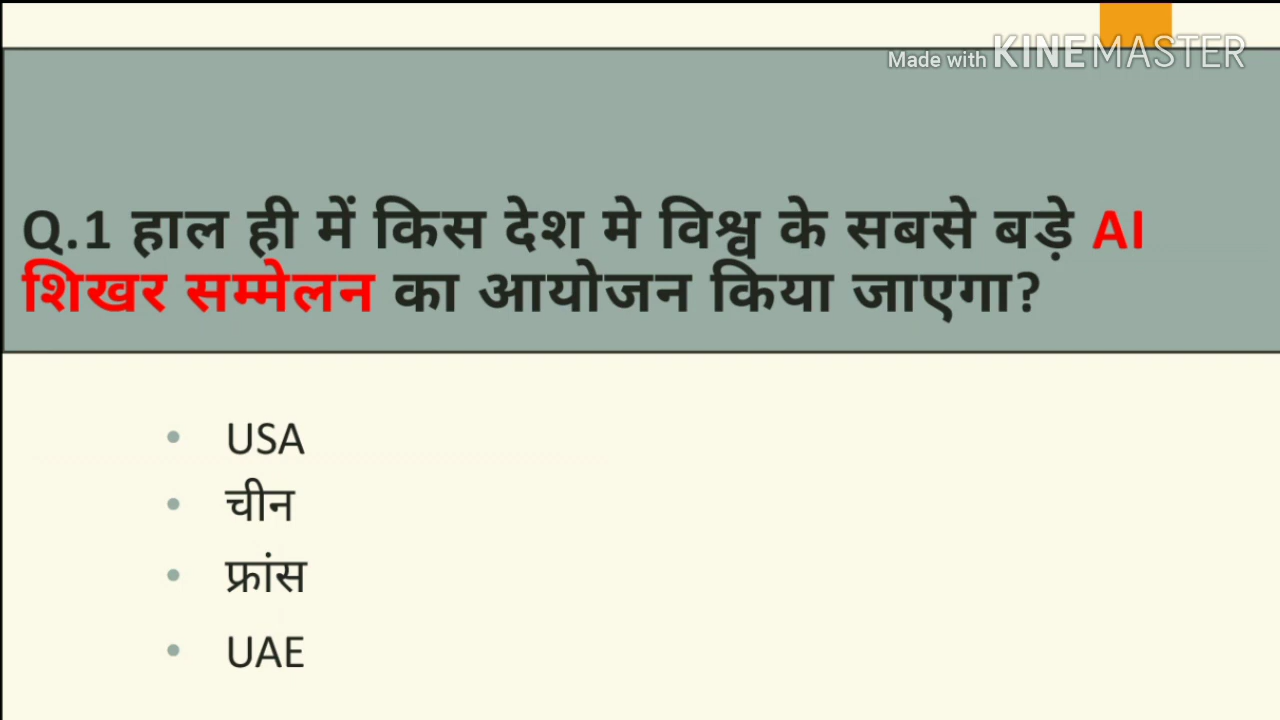 Made with KINEMASTER
Q.1 हाल ही में किस देश मे विश्व के सबसे बड़े AI
शिखर सम्मेलन का आयोजन किया जाएगा?
• USA
• चीन
• फ्रांस
• UAE